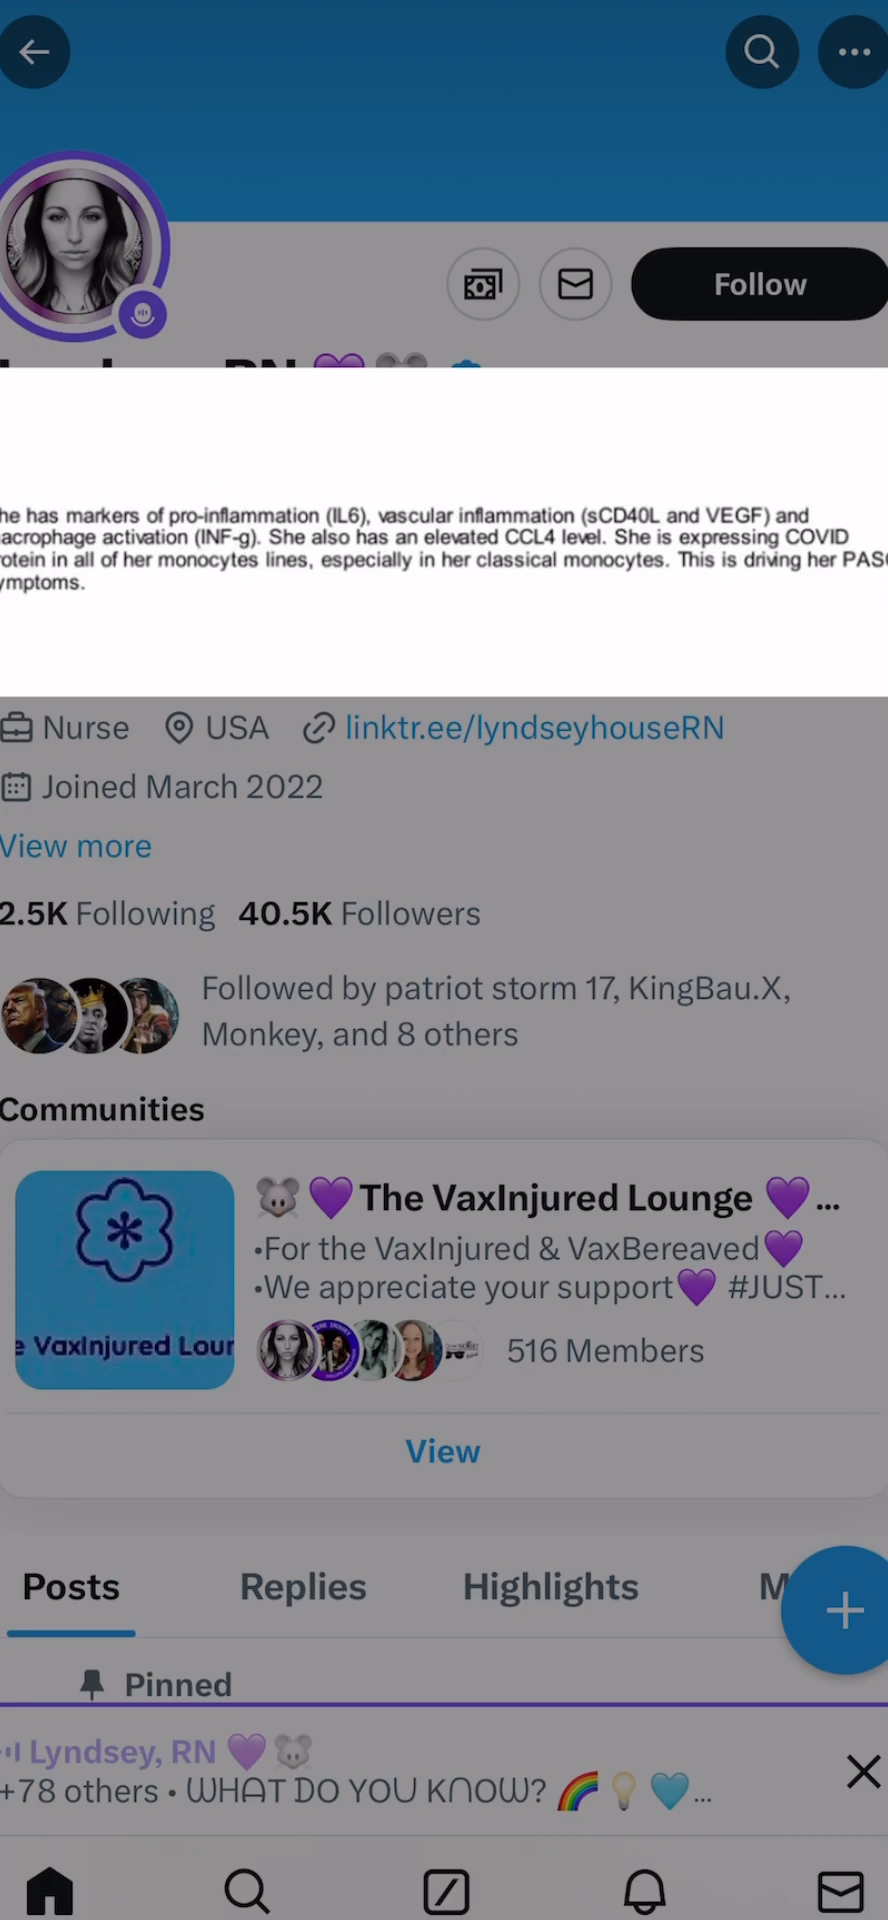 Follow
RN 💜🐭
he has markers of pro-inflammation (IL6), vascular inflammation (sCD40L and VEGF) and
acrophage activation (INF-g). She also has an elevated CCL4 level. She is expressing COVID
otein in all of her monocytes lines, especially in her classical monocytes. This is driving her PASC
ymptoms.
Nurse USA linktr.ee/lyndseyhouseRN
Joined March 2022
View more
2.5K Following 40.5K Followers
Followed by patriot storm 17, KingBau.X,
Monkey, and 8 others
Communities
🐭💜The VaxInjured Lounge 💜...
•For the VaxInjured & VaxBereaved💜
•We appreciate your support💜 #JUST...
e VaxInjured Loun
516 Members
View
Posts Replies Highlights M
Pinned
Lyndsey, RN 💜🐭
+78 others • WHAT DO YOU KNOW? 🌈💡🩵...